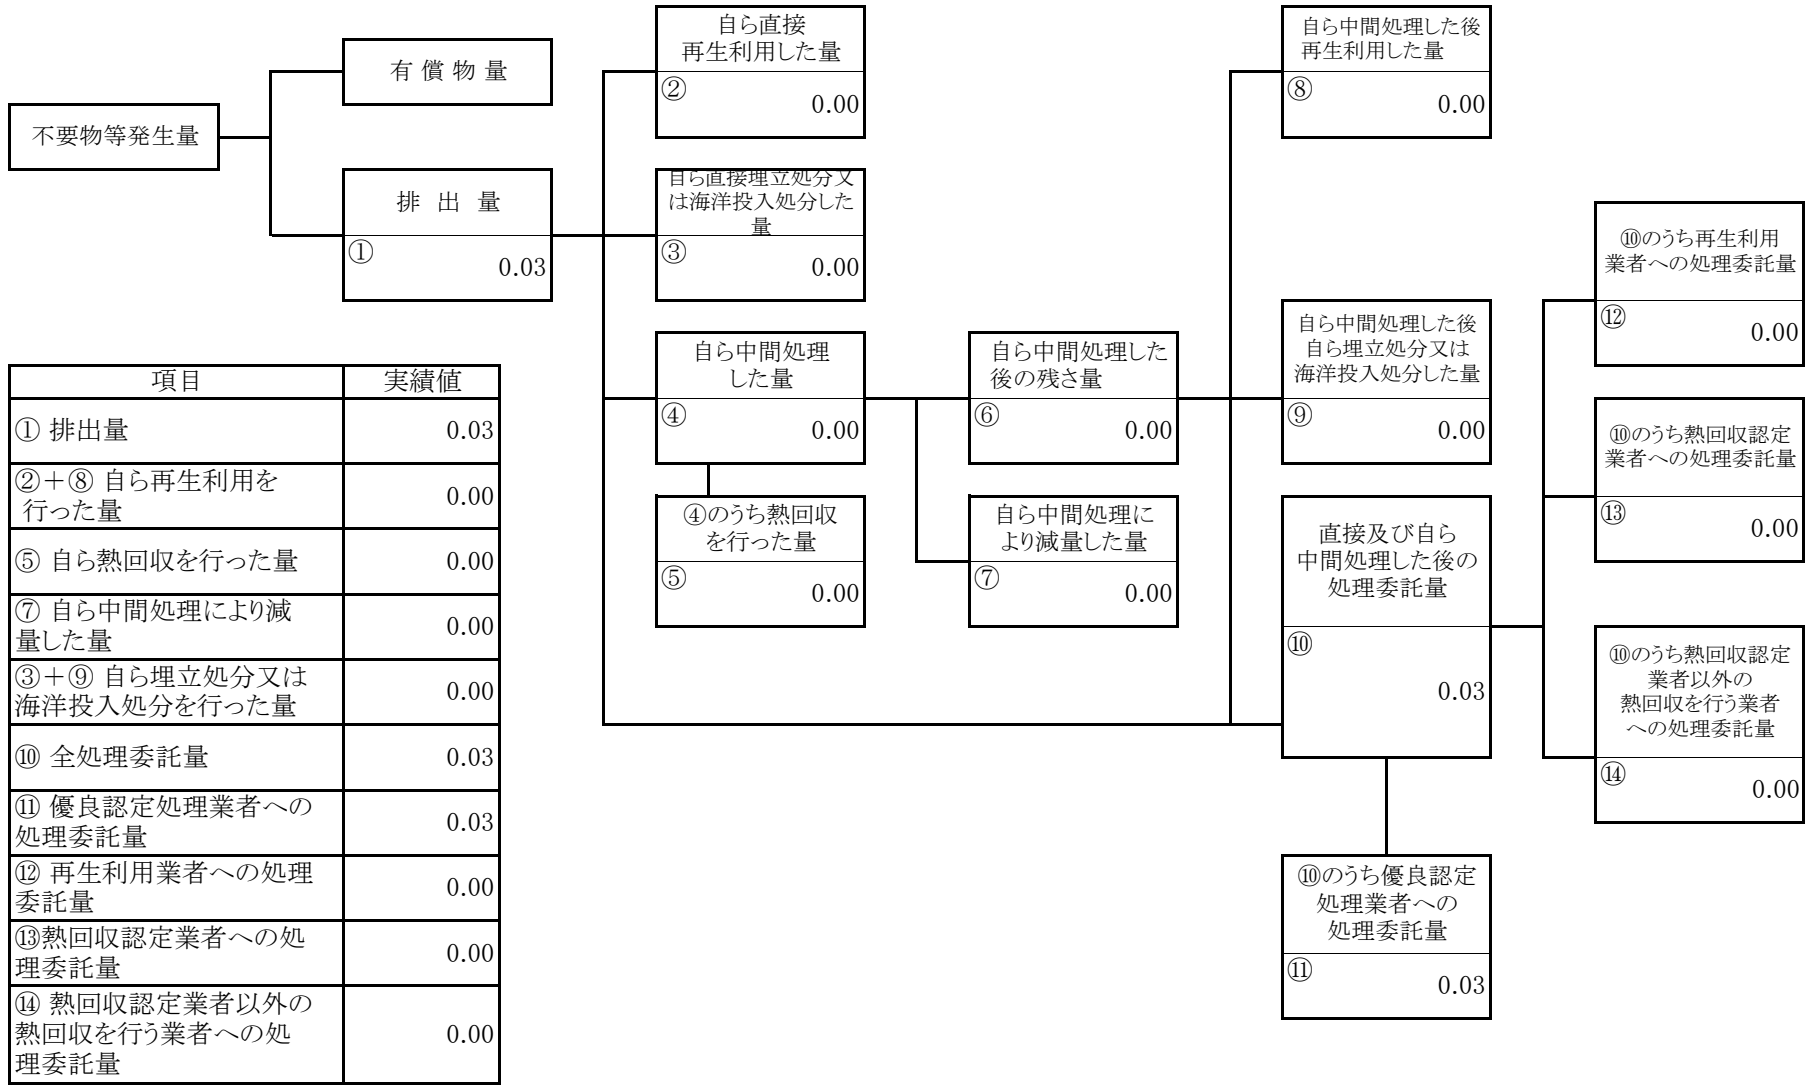 不要物等発生量
有 償 物 量
排 出 量
①
0.03
自ら直接
再生利用した量
②
0.00
自ら直接埋立処分又
は海洋投入処分した
量
③
0.00
自ら中間処理
した量
④
0.00
④のうち熱回収
を行った量
⑤
0.00
自ら中間処理した
後の残さ量
⑥
0.00
自ら中間処理に
より減量した量
⑦
0.00
自ら中間処理した後
再生利用した量
⑧
0.00
自ら中間処理した後
自ら埋立処分又は
海洋投入処分した量
⑨
0.00
直接及び自ら
中間処理した後の
処理委託量
⑩
0.03
⑩のうち優良認定
処理業者への
処理委託量
⑪
0.03
⑩のうち再生利用
業者への処理委託量
⑫
0.00
⑩のうち熱回収認定
業者への処理委託量
⑬
0.00
⑩のうち熱回収認定
業者以外の
熱回収を行う業者
への処理委託量
⑭
0.00
項目 実績値
① 排出量 0.03
②＋⑧ 自ら再生利用を
行った量 0.00
⑤ 自ら熱回収を行った量 0.00
⑦ 自ら中間処理により減
量した量 0.00
③＋⑨ 自ら埋立処分又は
海洋投入処分を行った量 0.00
⑩ 全処理委託量 0.03
⑪ 優良認定処理業者への
処理委託量 0.03
⑫ 再生利用業者への処理
委託量 0.00
⑬熱回収認定業者への処
理委託量 0.00
⑭ 熱回収認定業者以外の
熱回収を行う業者への処
理委託量 0.00